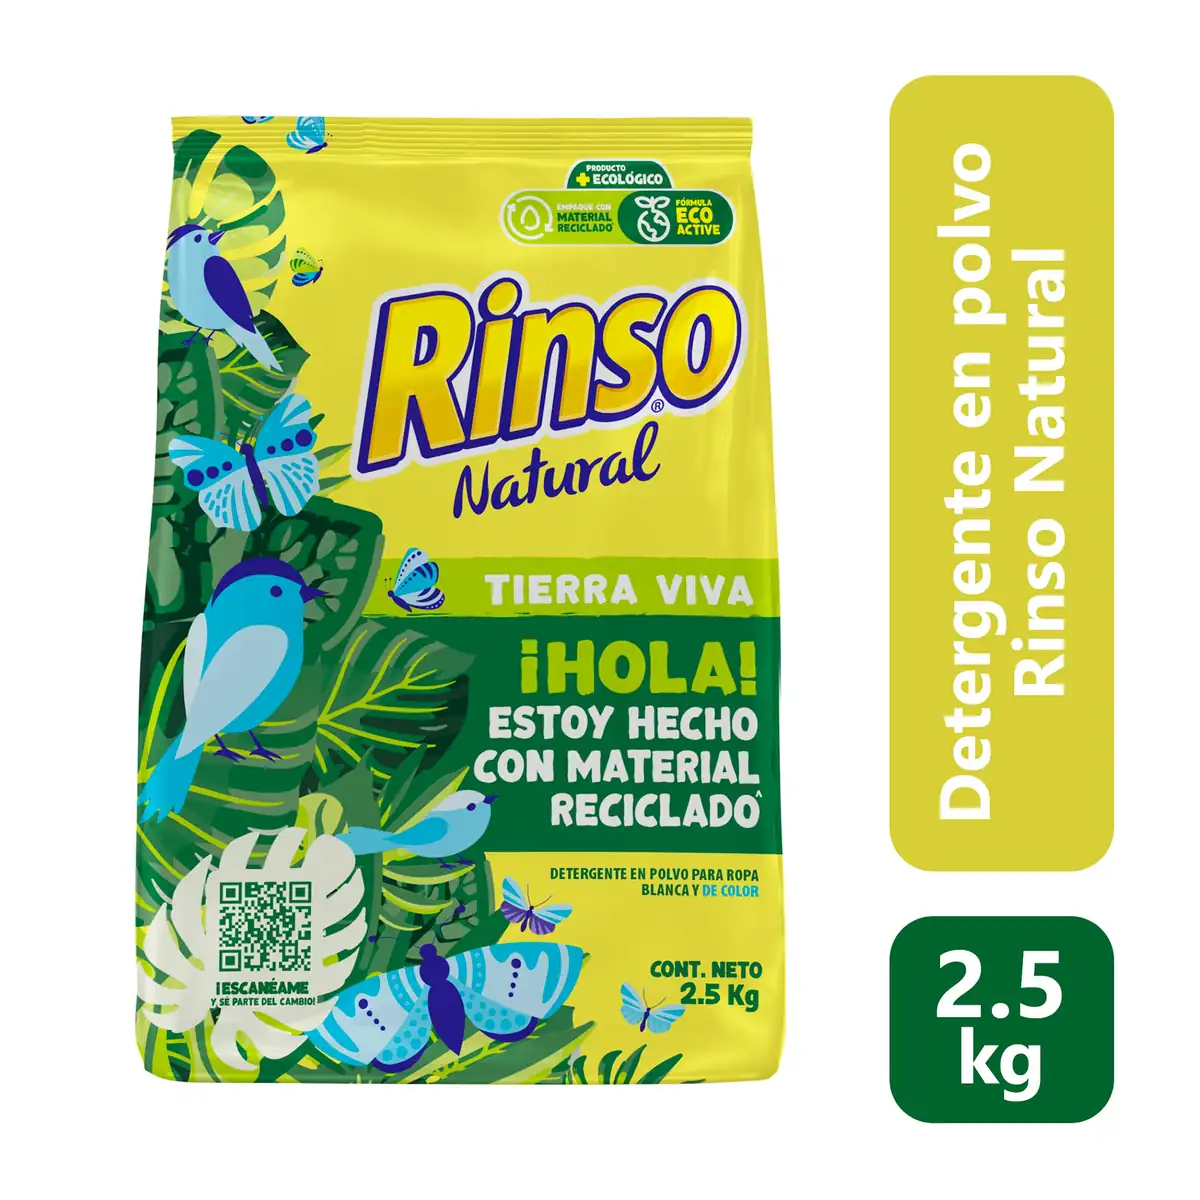 PRODUCTO
+ ECOLÓGICO
EMPAQUE CON
MATERIAL
RECICLADO^
FÓRMULA
ECO
ACTIVE
Rinso®
Natural
TIERRA VIVA
¡HOLA!
ESTOY HECHO
CON MATERIAL
RECICLADO^
DETERGENTE EN POLVO PARA ROPA
BLANCA Y DE COLOR
¡ESCANÉAME
Y SÉ PARTE DEL CAMBIO!
CONT. NETO
2.5 Kg
Detergente en polvo
Rinso Natural
2.5
kg